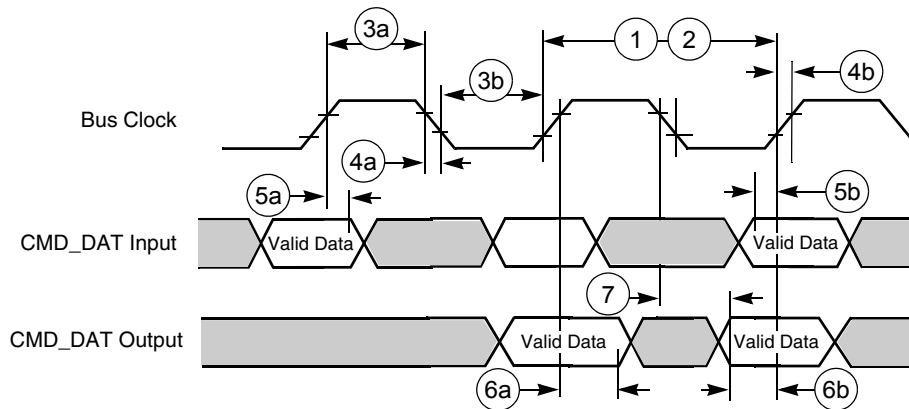 3a
1
2
3b
4b
Bus Clock
4a
5a
5b
CMD_DAT Input
Valid Data
Valid Data
7
CMD_DAT Output
Valid Data
Valid Data
6a
6b